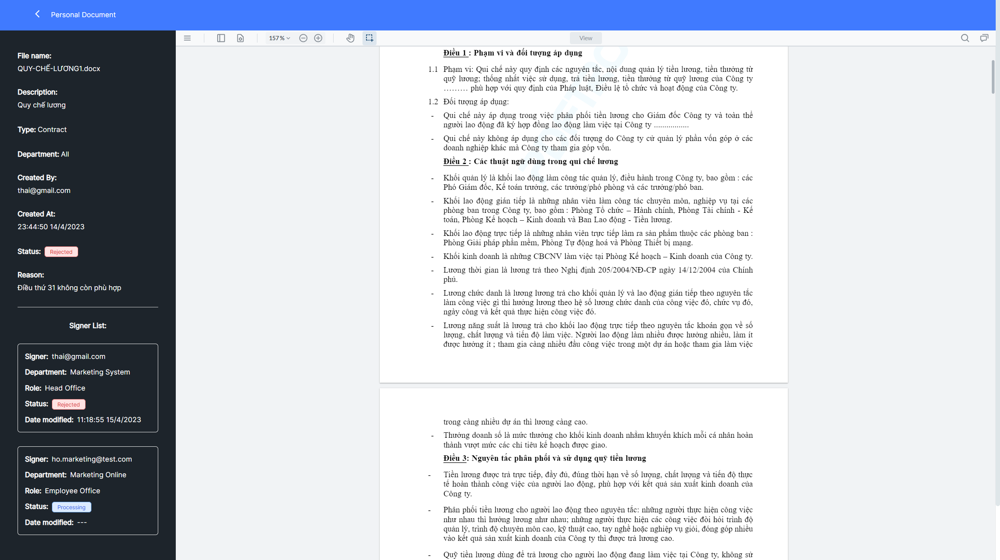 Personal Document
File name:
QUY-CHẾ-LƯƠNG1.docx
Description:
Quy chế lương
Type: Contract
Department: All
Created By:
thai@gmail.com
Created At:
23:44:50 14/4/2023
Status: Rejected
Reason:
Điều thứ 31 không còn phù hợp
Signer List:
Signer: thai@gmail.com
Department: Marketing System
Role: Head Office
Status: Rejected
Date modified: 11:18:55 15/4/2023
Signer: ho.marketing@test.com
Department: Marketing Online
Role: Employee Office
Status: Processing
Date modified: ---
157%
View
Điều 1 : Phạm vi và đối tượng áp dụng
1.1 Phạm vi: Qui chế này quy định các nguyên tắc, nội dung quản lý tiền lương, tiền thưởng từ
quỹ lương; thống nhất việc sử dụng, trả tiền lương, tiền thưởng từ quỹ lương của Công ty
……… phù hợp với quy định của Pháp luật, Điều lệ tổ chức và hoạt động của Công ty.
1.2 Đối tượng áp dụng:
- Qui chế này áp dụng trong việc phân phối tiền lương cho Giám đốc Công ty và toàn thể
người lao động đã ký hợp đồng lao động làm việc tại Công ty .................
- Qui chế này không áp dụng cho các đối tượng do Công ty cử quản lý phần vốn góp ở các
doanh nghiệp khác mà Công ty tham gia góp vốn.
Điều 2 : Các thuật ngữ dùng trong qui chế lương
- Khối quản lý là khối lao động làm công tác quản lý, điều hành trong Công ty, bao gồm : các
Phó Giám đốc, Kế toán trưởng, các trưởng/phó phòng và các trưởng/phó ban.
- Khối lao động gián tiếp là những nhân viên làm công tác chuyên môn, nghiệp vụ tại các
phòng ban trong Công ty, bao gồm : Phòng Tổ chức – Hành chính, Phòng Tài chính - Kế
toán, Phòng Kế hoạch – Kinh doanh và Ban Lao động - Tiền lương.
- Khối lao động trực tiếp là những nhân viên trực tiếp làm ra sản phẩm thuộc các phòng ban :
Phòng Giải pháp phần mềm, Phòng Tự động hoá và Phòng Thiết bị mạng.
- Khối kinh doanh là những CBCNV làm việc tại Phòng Kế hoạch – Kinh doanh của Công ty.
- Lương thời gian là lương trả theo Nghị định 205/2004/NĐ-CP ngày 14/12/2004 của Chính
phủ.
- Lương chức danh là lương lương trả cho khối quản lý và lao động gián tiếp theo nguyên tắc
làm công việc gì thì hưởng lương theo hệ số lương chức danh của công việc đó, chức vụ đó,
ngày công và kết quả thực hiện công việc đó.
- Lương năng suất là lương trả cho khối lao động trực tiếp theo nguyên tắc khoán gọn về số
lượng, chất lượng và tiến độ làm việc. Người lao động làm nhiều được hưởng nhiều, làm ít
được hưởng ít ; tham gia càng nhiều đầu công việc trong một dự án hoặc tham gia làm việc
trong càng nhiều dự án thì lương càng cao.
- Thưởng doanh số là mức thưởng cho khối kinh doanh nhằm khuyến khích mỗi cá nhân hoàn
thành vượt mức các chỉ tiêu kế hoạch được giao.
Điều 3: Nguyên tắc phân phối và sử dụng quỹ tiền lương
- Tiền lương được trả trực tiếp, đầy đủ, đúng thời hạn về số lượng, chất lượng và tiến độ thực
tế hoàn thành công việc của người lao động, phù hợp với kết quả sản xuất kinh doanh của
Công ty.
- Phân phối tiền lương cho người lao động theo nguyên tắc: những người thực hiện công việc
như nhau thì hưởng lương như nhau; những người thực hiện các công việc đòi hỏi trình độ
quản lý, trình độ chuyên môn cao, kỹ thuật cao, tay nghề hoặc nghiệp vụ giỏi, đóng góp nhiều
vào kết quả sản xuất kinh doanh của Công ty thì được trả lương cao.
- Quỹ tiền lương dùng để trả lương cho người lao động đang làm việc tại Công ty, không sử